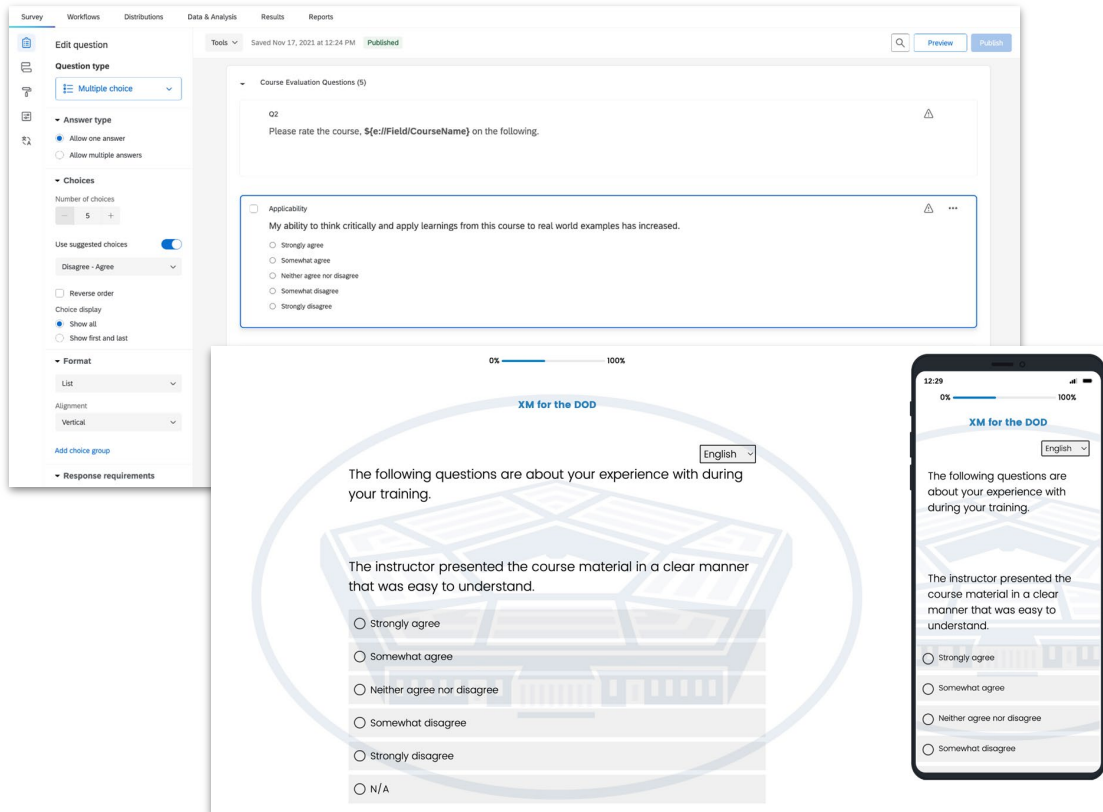 Survey
Workflows
Distributions
Data & Analysis
Results
Reports
Edit question
Question type
Multiple choice
Answer type
Allow one answer
Allow multiple answers
Choices
Number of choices
5
Use suggested choices
Disagree - Agree
Reverse order
Choice display
Show all
Show first and last
Format
List
Alignment
Vertical
Add choice group
Response requirements
Tools
Saved Nov 17, 2021 at 12:24 PM
Published
Preview
Publish
Course Evaluation Questions (5)
Q2
Please rate the course, ${e://Field/CourseName} on the following.
Applicability
My ability to think critically and apply learnings from this course to real world examples has increased.
Strongly agree
Somewhat agree
Neither agree nor disagree
Somewhat disagree
Strongly disagree
0%
100%
XM for the DOD
English
The following questions are about your experience with during
your training.
The instructor presented the course material in a clear manner
that was easy to understand.
Strongly agree
Somewhat agree
Neither agree nor disagree
Somewhat disagree
Strongly disagree
N/A
12:29
0%
100%
XM for the DOD
English
The following questions are
about your experience with
during your training.
The instructor presented the
course material in a clear
manner that was easy to
understand.
Strongly agree
Somewhat agree
Neither agree nor disagree
Somewhat disagree